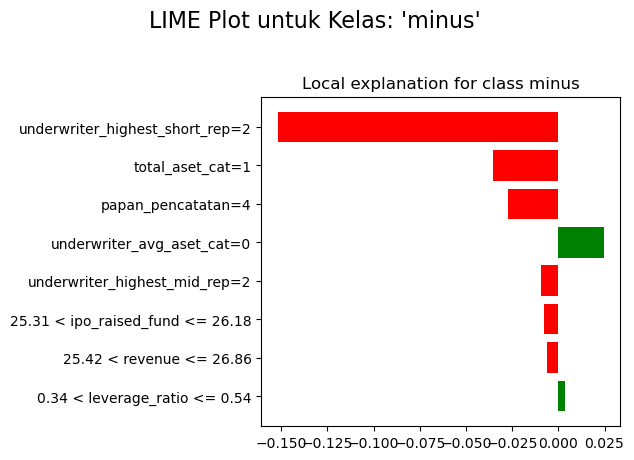 LIME Plot untuk Kelas: 'minus'
Local explanation for class minus
underwriter_highest_short_rep=2
total_aset_cat=1
papan_pencatatan=4
underwriter_avg_aset_cat=0
underwriter_highest_mid_rep=2
25.31 < ipo_raised_fund <= 26.18
25.42 < revenue <= 26.86
0.34 < leverage_ratio <= 0.54
−0.150 −0.125 −0.100 −0.075 −0.050 −0.025 0.000 0.025